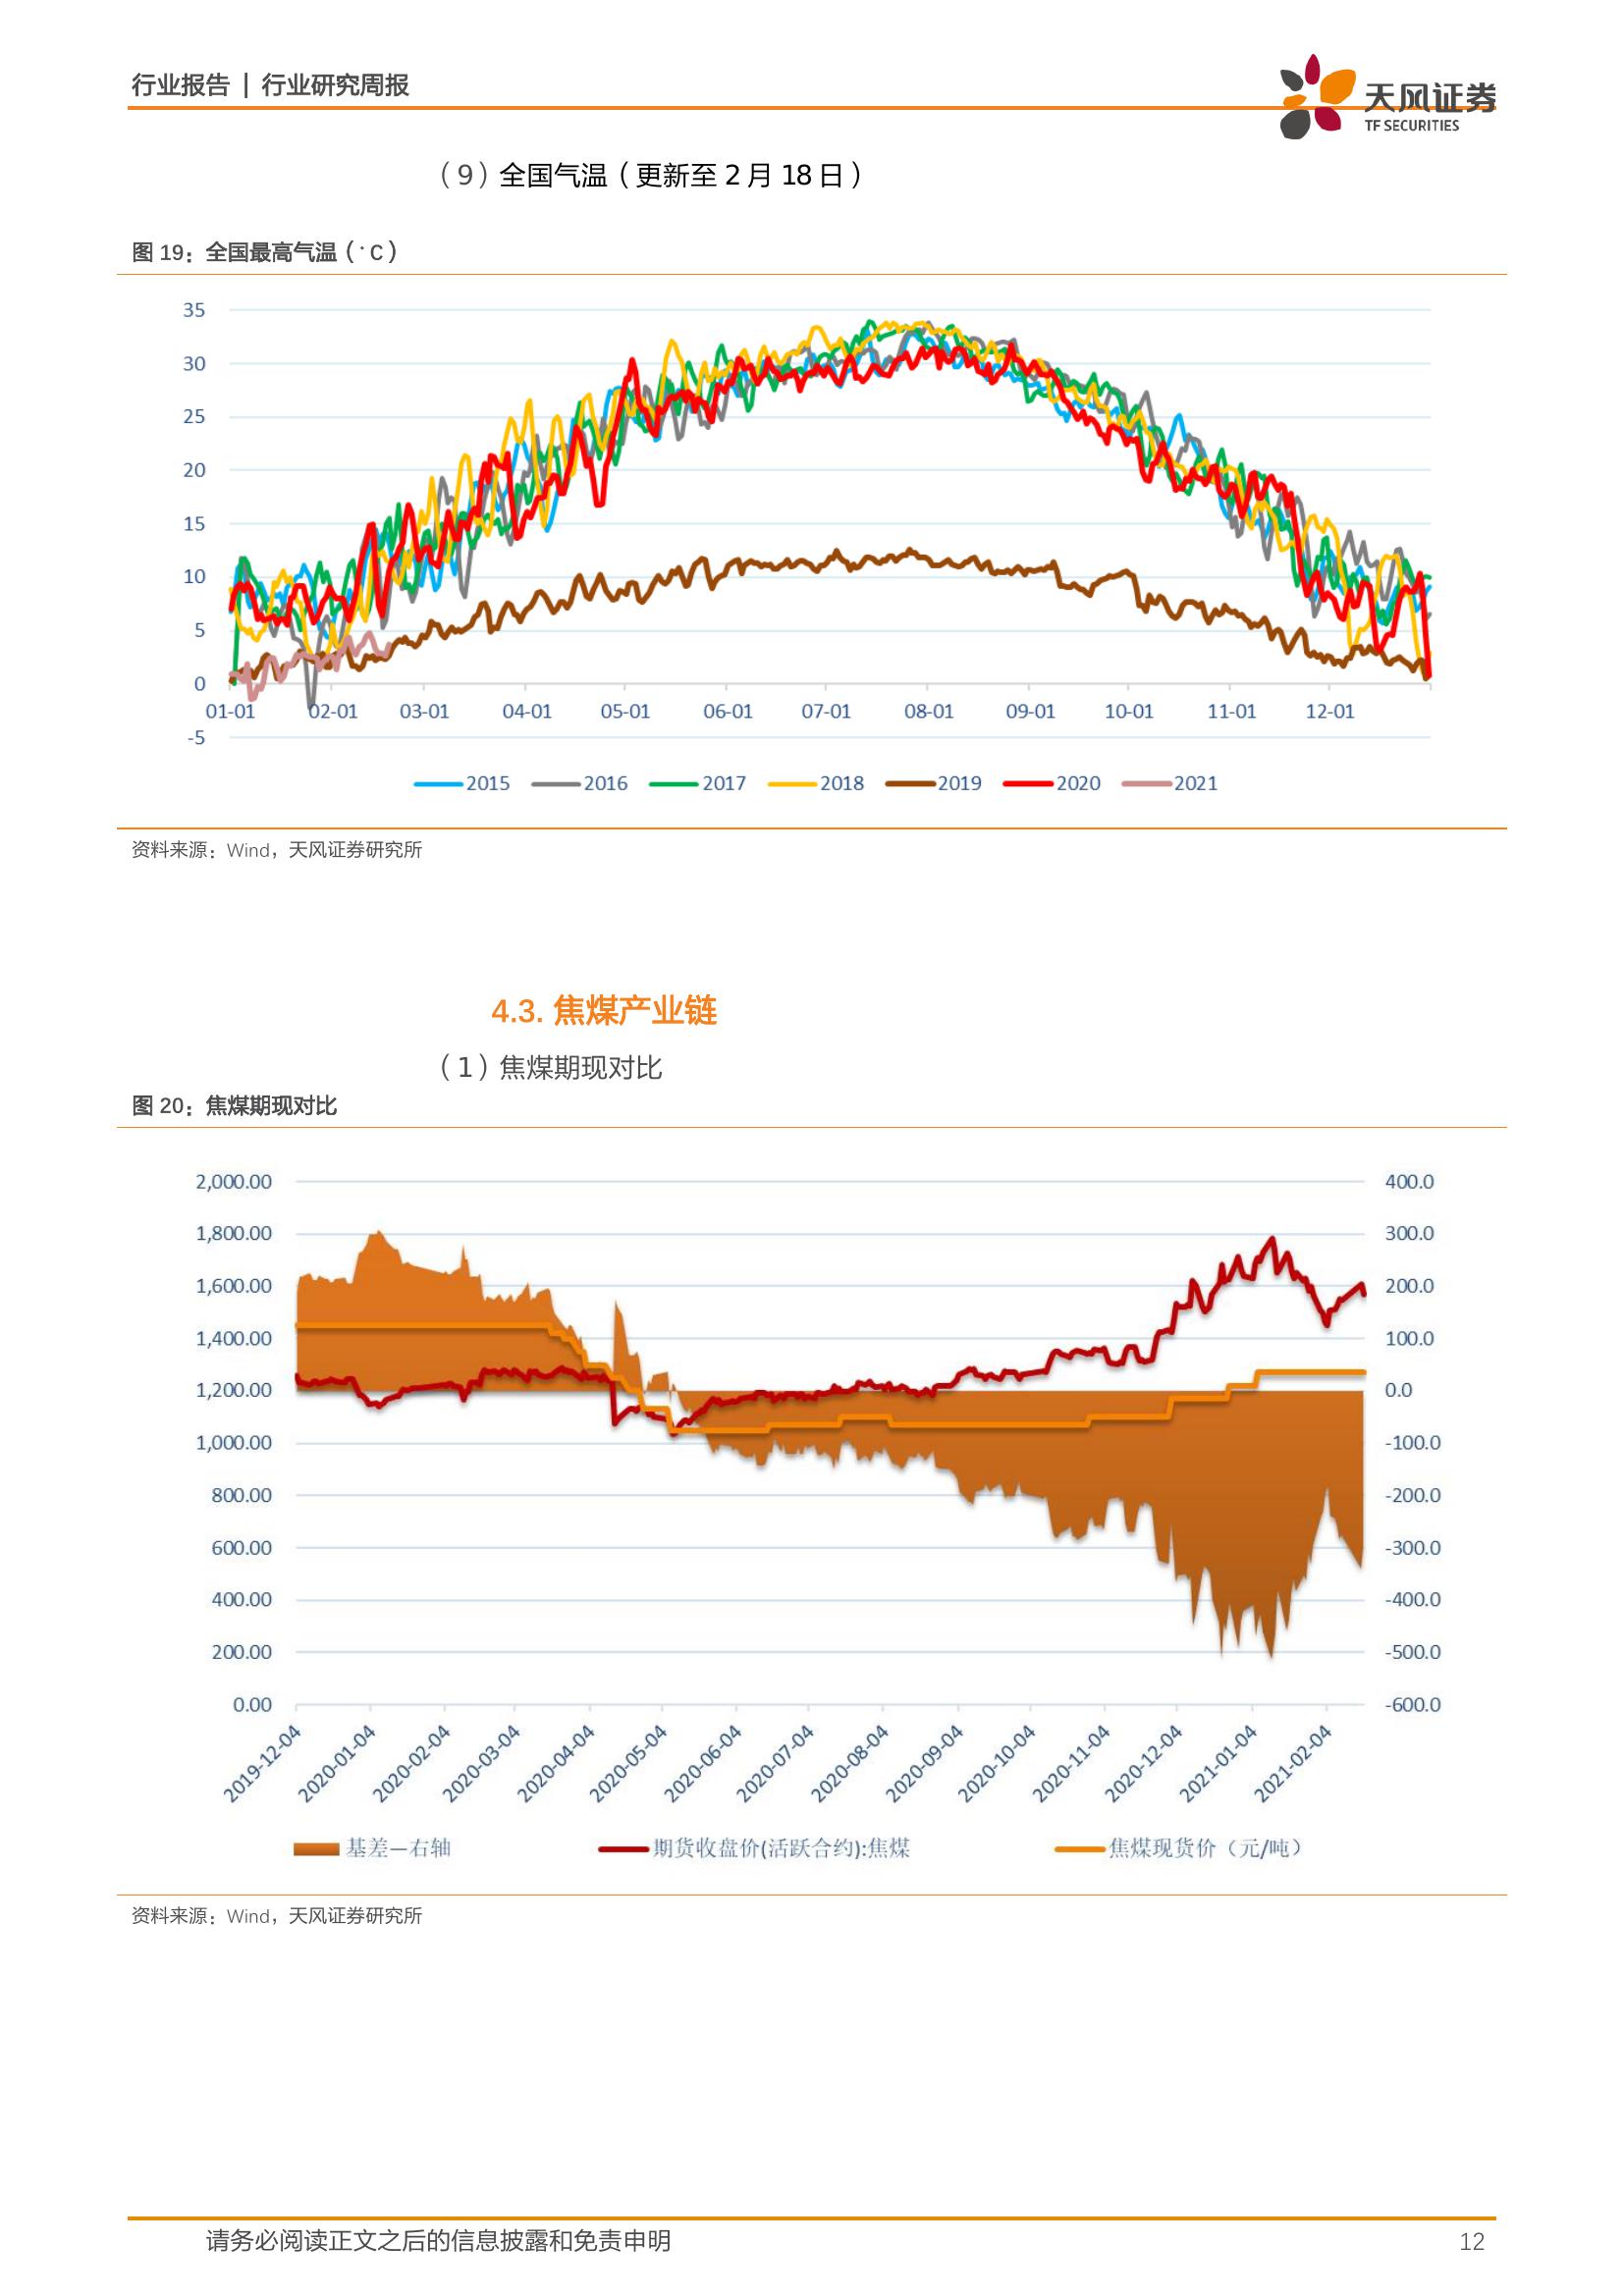 行业报告 | 行业研究周报
天风证券
TF SECURITIES
（9）全国气温（更新至 2 月 18 日）
图 19：全国最高气温（˙C）
35
30
25
20
15
10
5
0
-5
01-01 02-01 03-01 04-01 05-01 06-01 07-01 08-01 09-01 10-01 11-01 12-01
2015 2016 2017 2018 2019 2020 2021
资料来源：Wind，天风证券研究所
4.3. 焦煤产业链
（1）焦煤期现对比
图 20：焦煤期现对比
2,000.00 400.0
1,800.00 300.0
1,600.00 200.0
1,400.00 100.0
1,200.00 0.0
1,000.00 -100.0
800.00 -200.0
600.00 -300.0
400.00 -400.0
200.00 -500.0
0.00 -600.0
2019-12-04 2020-01-04 2020-02-04 2020-03-04 2020-04-04 2020-05-04 2020-06-04 2020-07-04 2020-08-04 2020-09-04 2020-10-04 2020-11-04 2020-12-04 2021-01-04 2021-02-04
基差—右轴 期货收盘价(活跃合约):焦煤 焦煤现货价（元/吨）
资料来源：Wind，天风证券研究所
请务必阅读正文之后的信息披露和免责申明 12